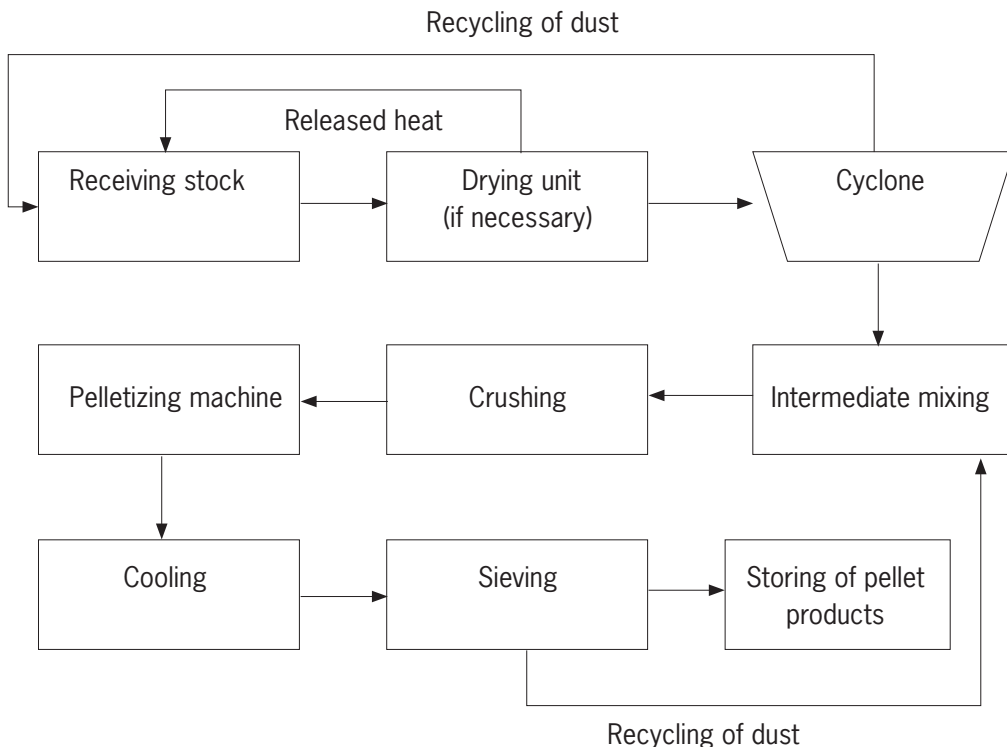 Recycling of dust
Released heat
Receiving stock
Drying unit
(if necessary)
Cyclone
Pelletizing machine
Crushing
Intermediate mixing
Cooling
Sieving
Storing of pellet
products
Recycling of dust